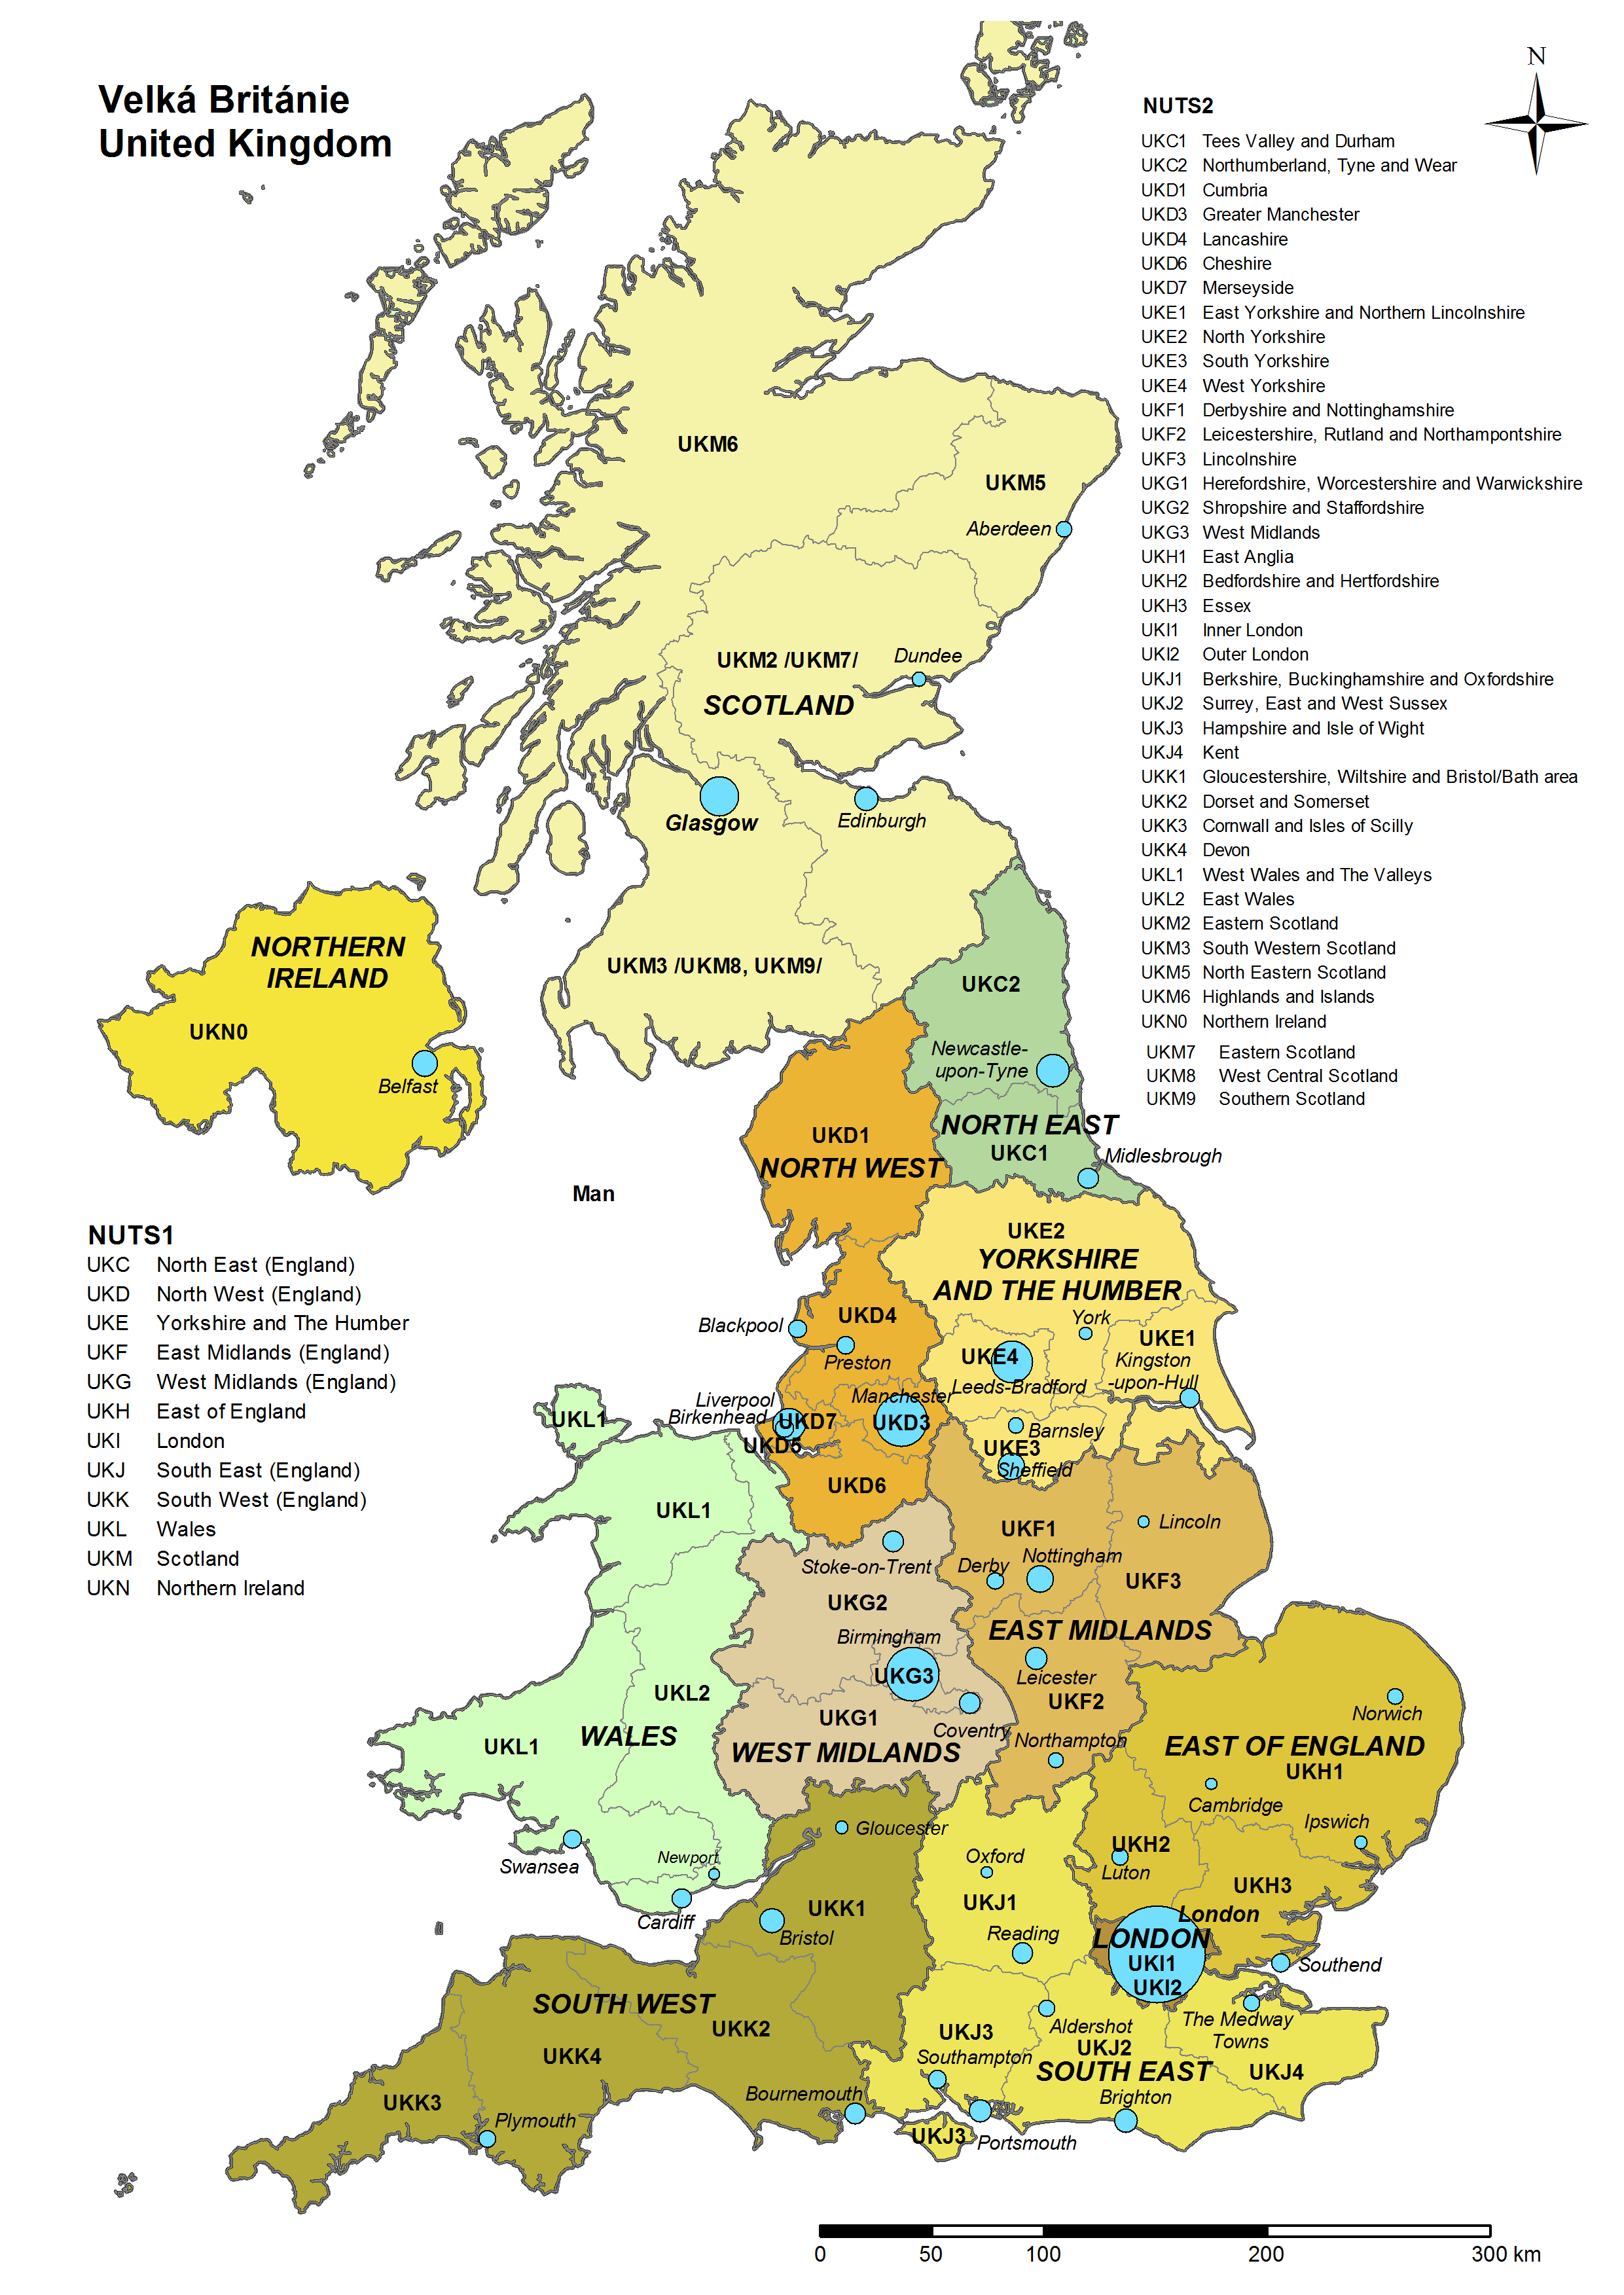 Velká Británie
United Kingdom
N
NUTS2
UKC1 Tees Valley and Durham
UKC2 Northumberland, Tyne and Wear
UKD1 Cumbria
UKD3 Greater Manchester
UKD4 Lancashire
UKD6 Cheshire
UKD7 Merseyside
UKE1 East Yorkshire and Northern Lincolnshire
UKE2 North Yorkshire
UKE3 South Yorkshire
UKE4 West Yorkshire
UKF1 Derbyshire and Nottinghamshire
UKF2 Leicestershire, Rutland and Northampontshire
UKF3 Lincolnshire
UKG1 Herefordshire, Worcestershire and Warwickshire
UKG2 Shropshire and Staffordshire
UKG3 West Midlands
UKH1 East Anglia
UKH2 Bedfordshire and Hertfordshire
UKH3 Essex
UKI1 Inner London
UKI2 Outer London
UKJ1 Berkshire, Buckinghamshire and Oxfordshire
UKJ2 Surrey, East and West Sussex
UKJ3 Hampshire and Isle of Wight
UKJ4 Kent
UKK1 Gloucestershire, Wiltshire and Bristol/Bath area
UKK2 Dorset and Somerset
UKK3 Cornwall and Isles of Scilly
UKK4 Devon
UKL1 West Wales and The Valleys
UKL2 East Wales
UKM2 Eastern Scotland
UKM3 South Western Scotland
UKM5 North Eastern Scotland
UKM6 Highlands and Islands
UKN0 Northern Ireland
UKM7 Eastern Scotland
UKM8 West Central Scotland
UKM9 Southern Scotland
UKM6
UKM5
Aberdeen
UKM2 /UKM7/
Dundee
SCOTLAND
Glasgow
Edinburgh
UKM3 /UKM8, UKM9/
NORTHERN
IRELAND
UKN0
Belfast
UKC2
Newcastle-
upon-Tyne
NORTH EAST
UKC1
Midlesbrough
UKD1
NORTH WEST
Man
NUTS1
UKC North East (England)
UKD North West (England)
UKE Yorkshire and The Humber
UKF East Midlands (England)
UKG West Midlands (England)
UKH East of England
UKI London
UKJ South East (England)
UKK South West (England)
UKL Wales
UKM Scotland
UKN Northern Ireland
UKE2
YORKSHIRE
AND THE HUMBER
York
UKE1
Kingston
-upon-Hull
UKE4
Leeds-Bradford
Barnsley
UKE3
Sheffield
UKD4
Blackpool
Preston
Manchester
UKD3
Liverpool
Birkenhead
UKD7
UKD5
UKD6
UKL1
UKL1
UKL2
UKL1
WALES
Swansea
Newport
Cardiff
Stoke-on-Trent
UKG2
Birmingham
UKG3
UKG1
Coventry
WEST MIDLANDS
UKF1
Lincoln
Derby
Nottingham
UKF3
EAST MIDLANDS
Leicester
UKF2
Northampton
Norwich
EAST OF ENGLAND
UKH1
Cambridge
Ipswich
UKH2
Luton
UKH3
London
LONDON
UKI1
UKI2
Southend
Gloucester
UKK1
Bristol
Oxford
UKJ1
Reading
SOUTH WEST
UKK2
UKK4
UKK3
Plymouth
Bournemouth
UKJ3
Southampton
Aldershot
UKJ2
SOUTH EAST
The Medway
Towns
UKJ4
Brighton
UKJ3
Portsmouth
0 50 100 200 300 km